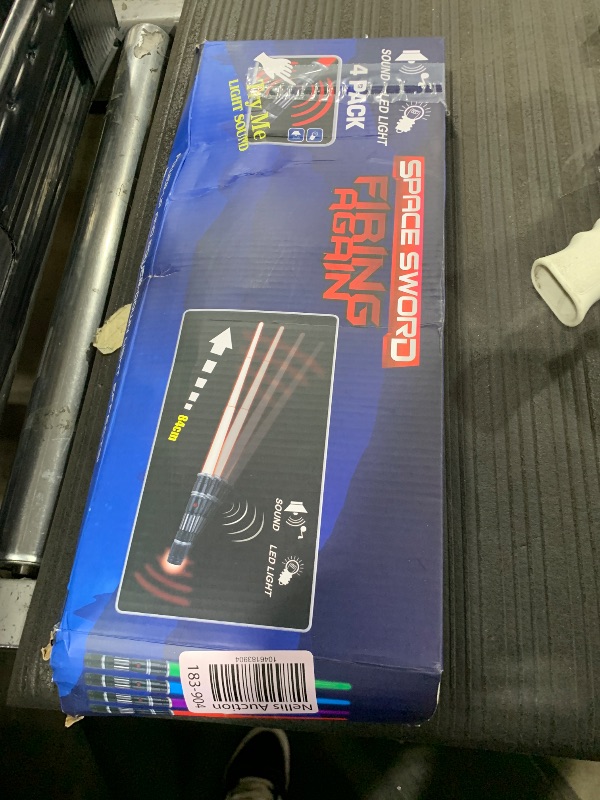 SOUND LED LIGHT
4 PACK
Try Me
LIGHT SOUND
SPACE SWORD
FIRING
AGAIN
84cm
SOUND LED LIGHT
Nellis Auction
1046183904
183-904